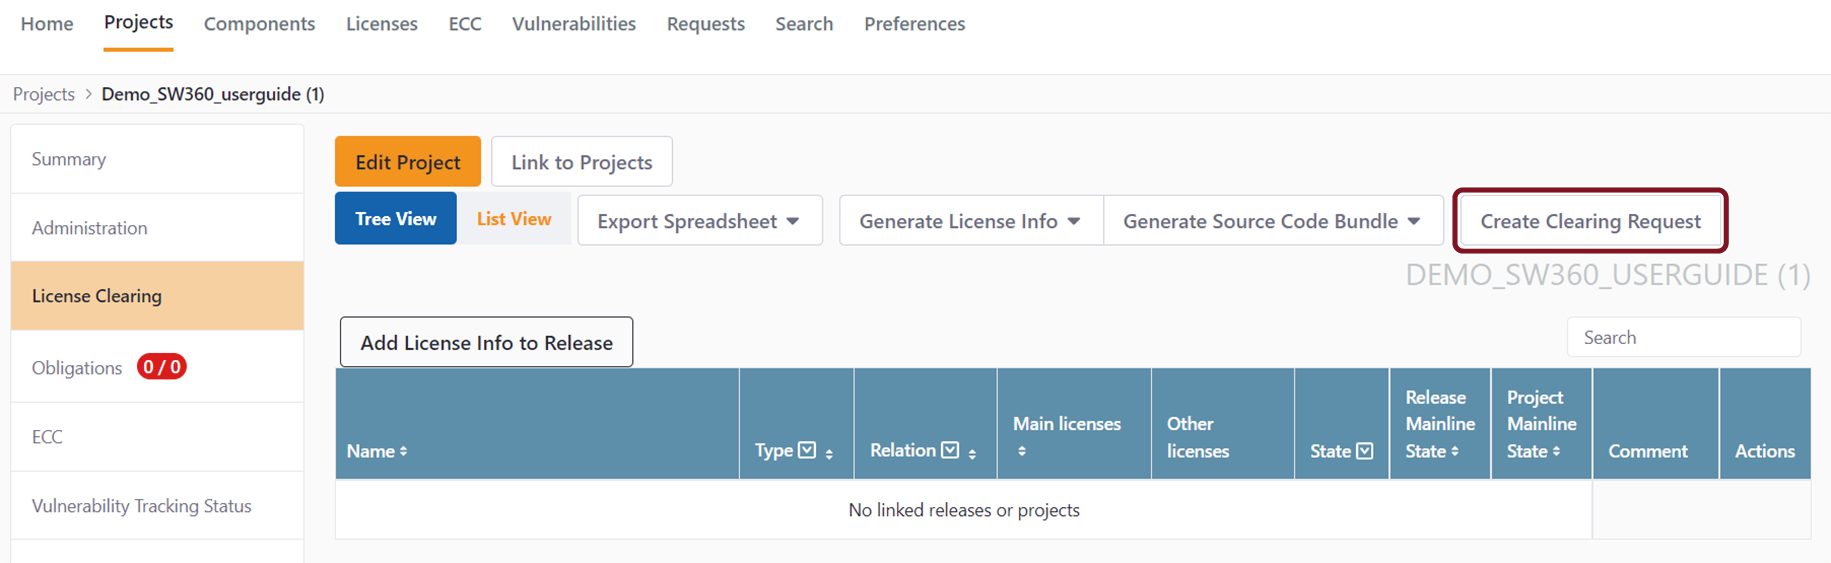 Home Projects Components Licenses ECC Vulnerabilities Requests Search Preferences
Projects > Demo_SW360_userguide (1)
Summary
Administration
License Clearing
Obligations 0 / 0
ECC
Vulnerability Tracking Status
Edit Project Link to Projects
Tree View List View Export Spreadsheet Generate License Info Generate Source Code Bundle Create Clearing Request
DEMO_SW360_USERGUIDE (1)
Add License Info to Release Search
Name Type Relation Main licenses Other licenses State Release Mainline State Project Mainline State Comment Actions
No linked releases or projects